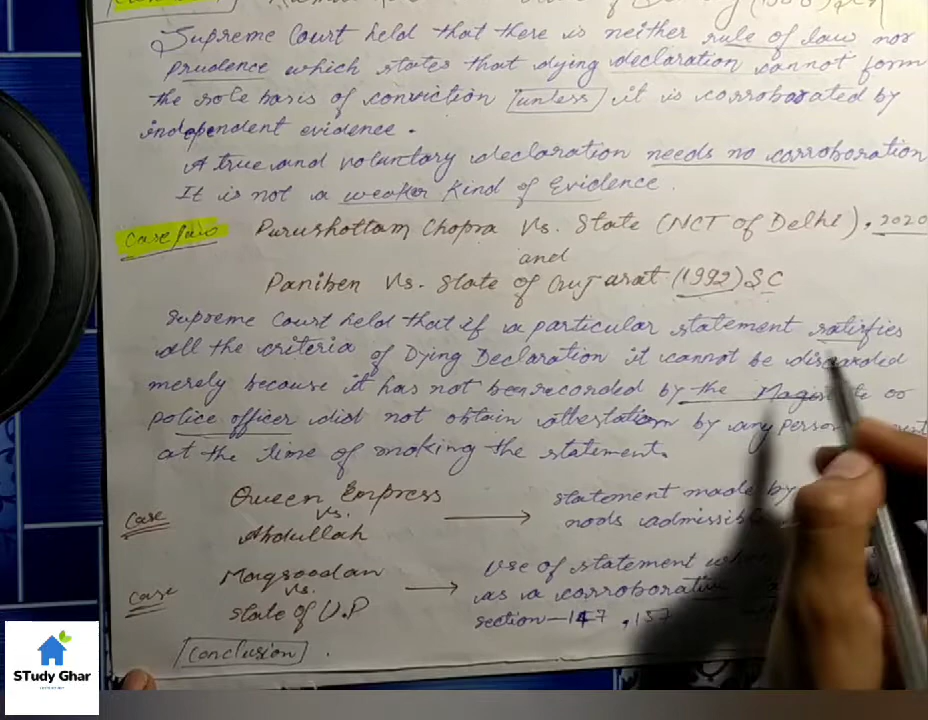 Supreme Court held that there is neither rule of law nor
prudence which states that dying declaration cannot form
the sole basis of conviction unless it is corroborated by
independent evidence.
A true and voluntary declaration needs no corroboration
It is not a weaker kind of Evidence.
Case law Purushottam Chopra Vs. State (NCT of Delhi). 2020
and
Paniben Vs. State of Gujarat (1992) SC
Supreme Court held that if a particular statement satisfies
all the criteria of Dying Declaration it cannot be discarded
merely because it has not been recorded by the Magistrate or
police officer did not obtain attestation by any person
at the time of making the statement.
Case Queen Empress Vs. Abdullah statement made by
nods admissible
Case Maqsoodan Vs. State of U.P Use of statement
as a corroborative
section-147, 157
Conclusion.
STudy Ghar